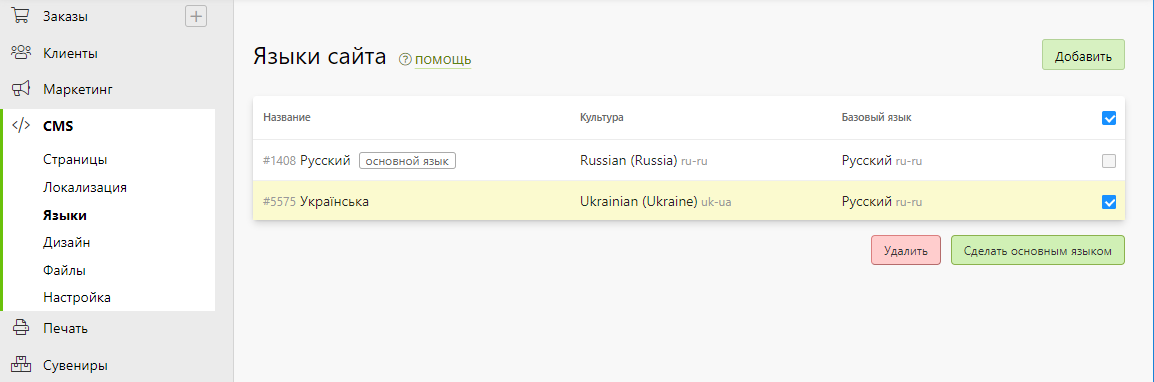 Заказы
Клиенты
Маркетинг
CMS
Страницы
Локализация
Языки
Дизайн
Файлы
Настройка
Печать
Сувениры
Языки сайта ? помощь
Добавить
Название Культура Базовый язык
#1408 Русский основной язык Russian (Russia) ru-ru Русский ru-ru
#5575 Українська Ukrainian (Ukraine) uk-ua Русский ru-ru
Удалить Сделать основным языком